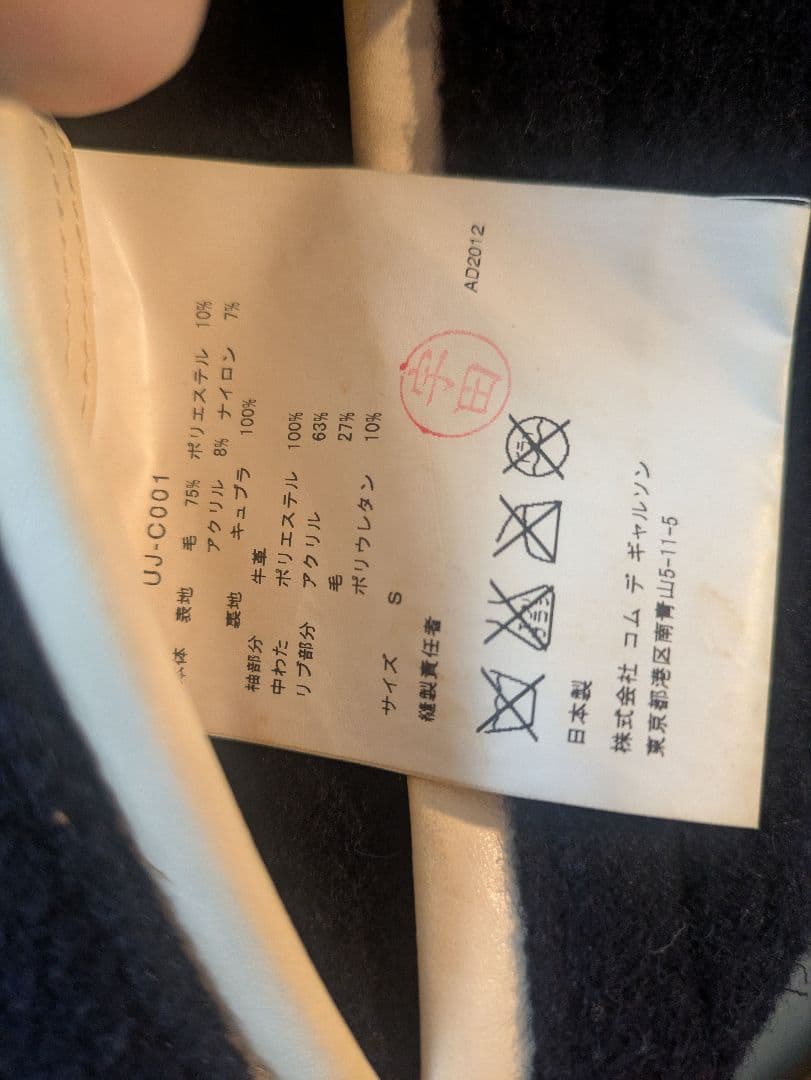 UJ-C001
本体 表地 毛 75% ポリエステル 10%
アクリル 8% ナイロン 7%
裏地 キュプラ 100%
袖部分 牛革
中わた ポリエステル 100%
リブ部分 アクリル 63%
毛 27%
ポリウレタン 10%
サイズ S
縫製責任者 宇田
AD2012
ドライ
日本製
株式会社 コム デ ギャルソン
東京都港区南青山5-11-5